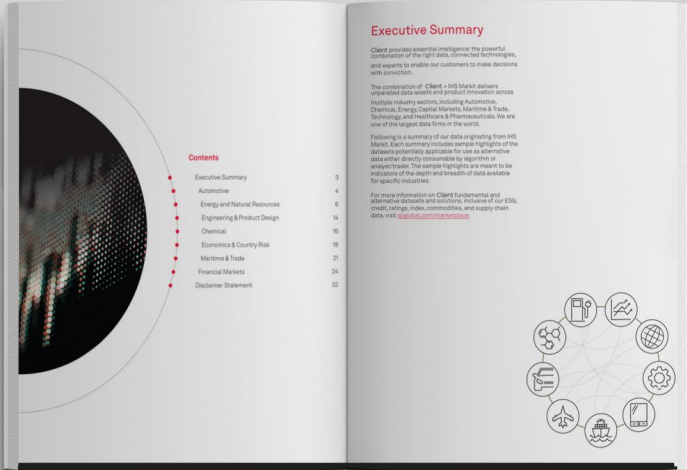 Contents
Executive Summary 3
Automotive 4
Energy and Natural Resources 6
Engineering & Product Design 14
Chemical 16
Economics & Country Risk 18
Maritime & Trade 21
Financial Markets 24
Disclaimer Statement 32
Executive Summary
Client provides essential intelligence: the powerful
combination of the right data, connected technologies,
and experts to enable our customers to make decisions
with conviction.
The combination of Client + IHS Markit delivers
unparalled data assets and product innovation across
multiple industry sectors, including Automotive,
Chemical, Energy, Capital Markets, Maritime & Trade,
Technology, and Healthcare & Pharmaceuticals. We are
one of the largest data firms in the world.
Following is a summary of our data originating from IHS
Markit. Each summary includes sample highlights of the
datasets potentially applicable for use as alternative
data either directly consumable by algorithm or
analyst/trader. The sample highlights are meant to be
indicators of the depth and breadth of data available
for specific industries.
For more information on Client fundamental and
alternative datasets and solutions, inclusive of our ESG,
credit, ratings, index, commodities, and supply chain
data, visit spglobal.com/marketplace.